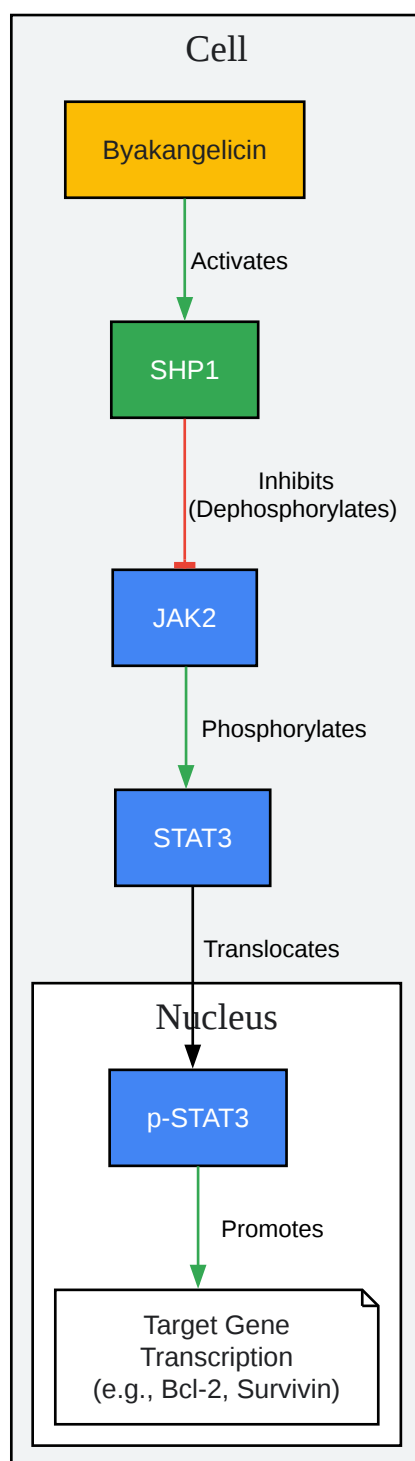 Cell
Byakangelicin
Activates
SHP1
Inhibits
(Dephosphorylates)
JAK2
Phosphorylates
STAT3
Translocates
Nucleus
p-STAT3
Promotes
Target Gene
Transcription
(e.g., Bcl-2, Survivin)